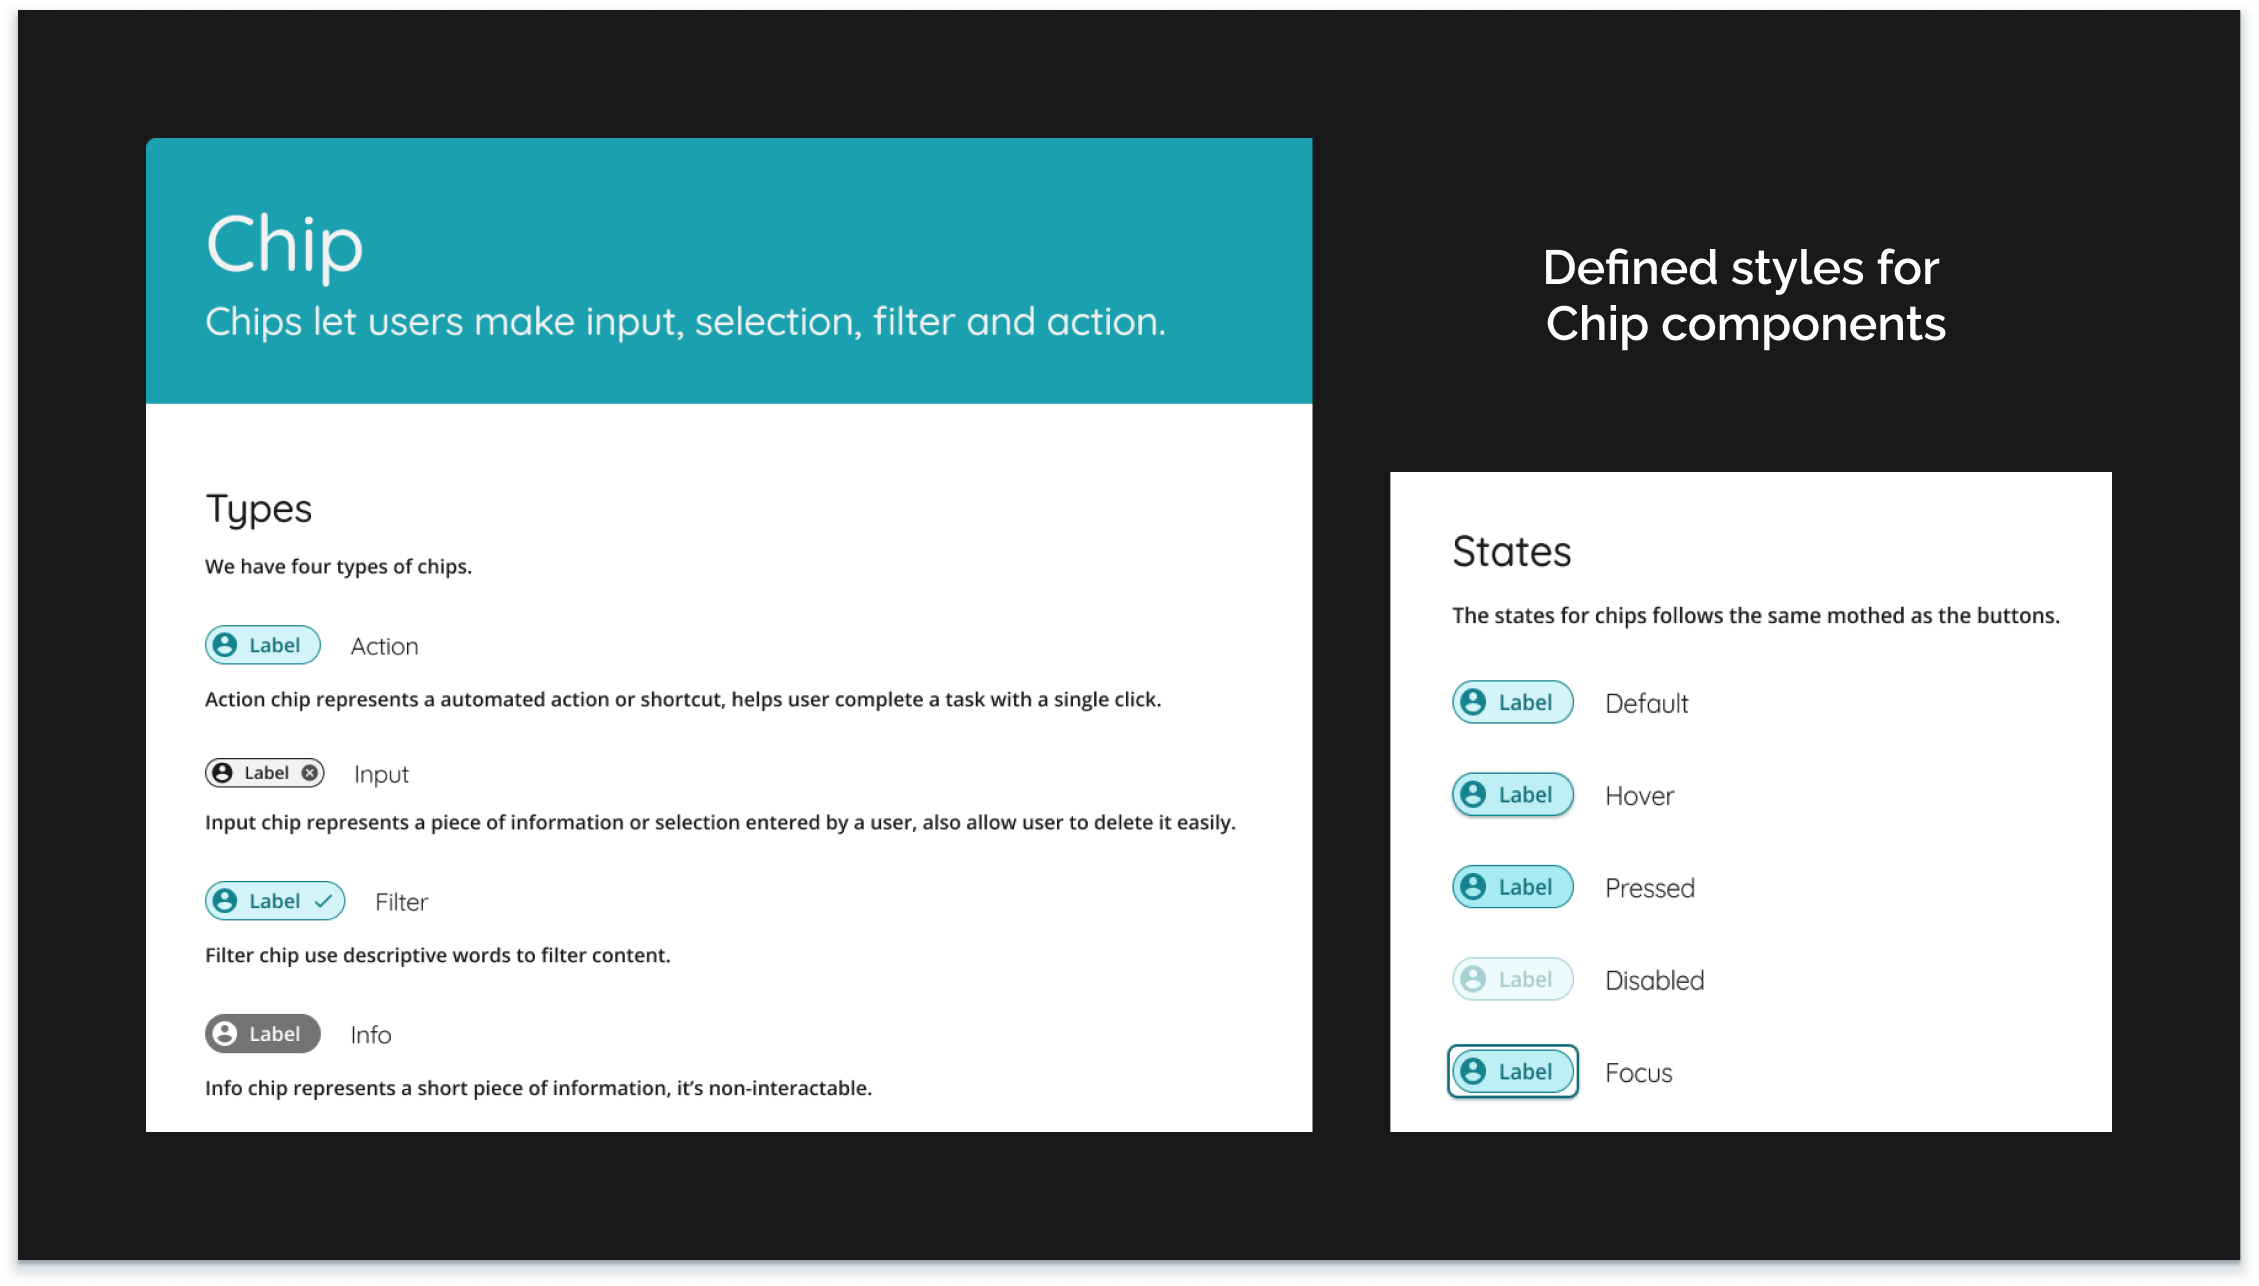 Chip
Chips let users make input, selection, filter and action.
Types
We have four types of chips.
Label Action
Action chip represents a automated action or shortcut, helps user complete a task with a single click.
Label Input
Input chip represents a piece of information or selection entered by a user, also allow user to delete it easily.
Label Filter
Filter chip use descriptive words to filter content.
Label Info
Info chip represents a short piece of information, it’s non-interactable.
Defined styles for
Chip components
States
The states for chips follows the same mothed as the buttons.
Label Default
Label Hover
Label Pressed
Label Disabled
Label Focus